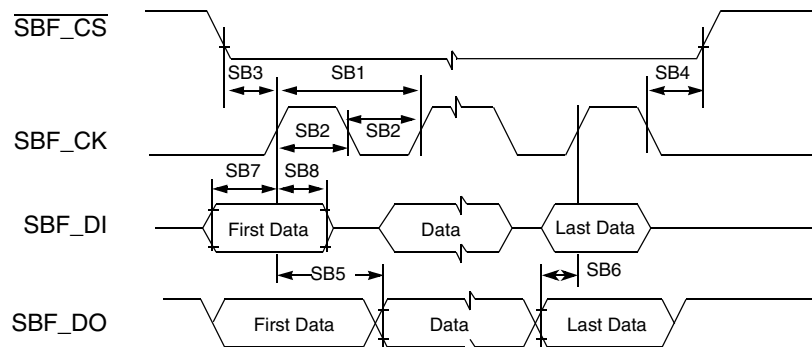 SBF_CS
SB3
SB1
SB4
SBF_CK
SB2
SB2
SB7
SB8
SBF_DI
First Data
Data
Last Data
SB5
SB6
SBF_DO
First Data
Data
Last Data